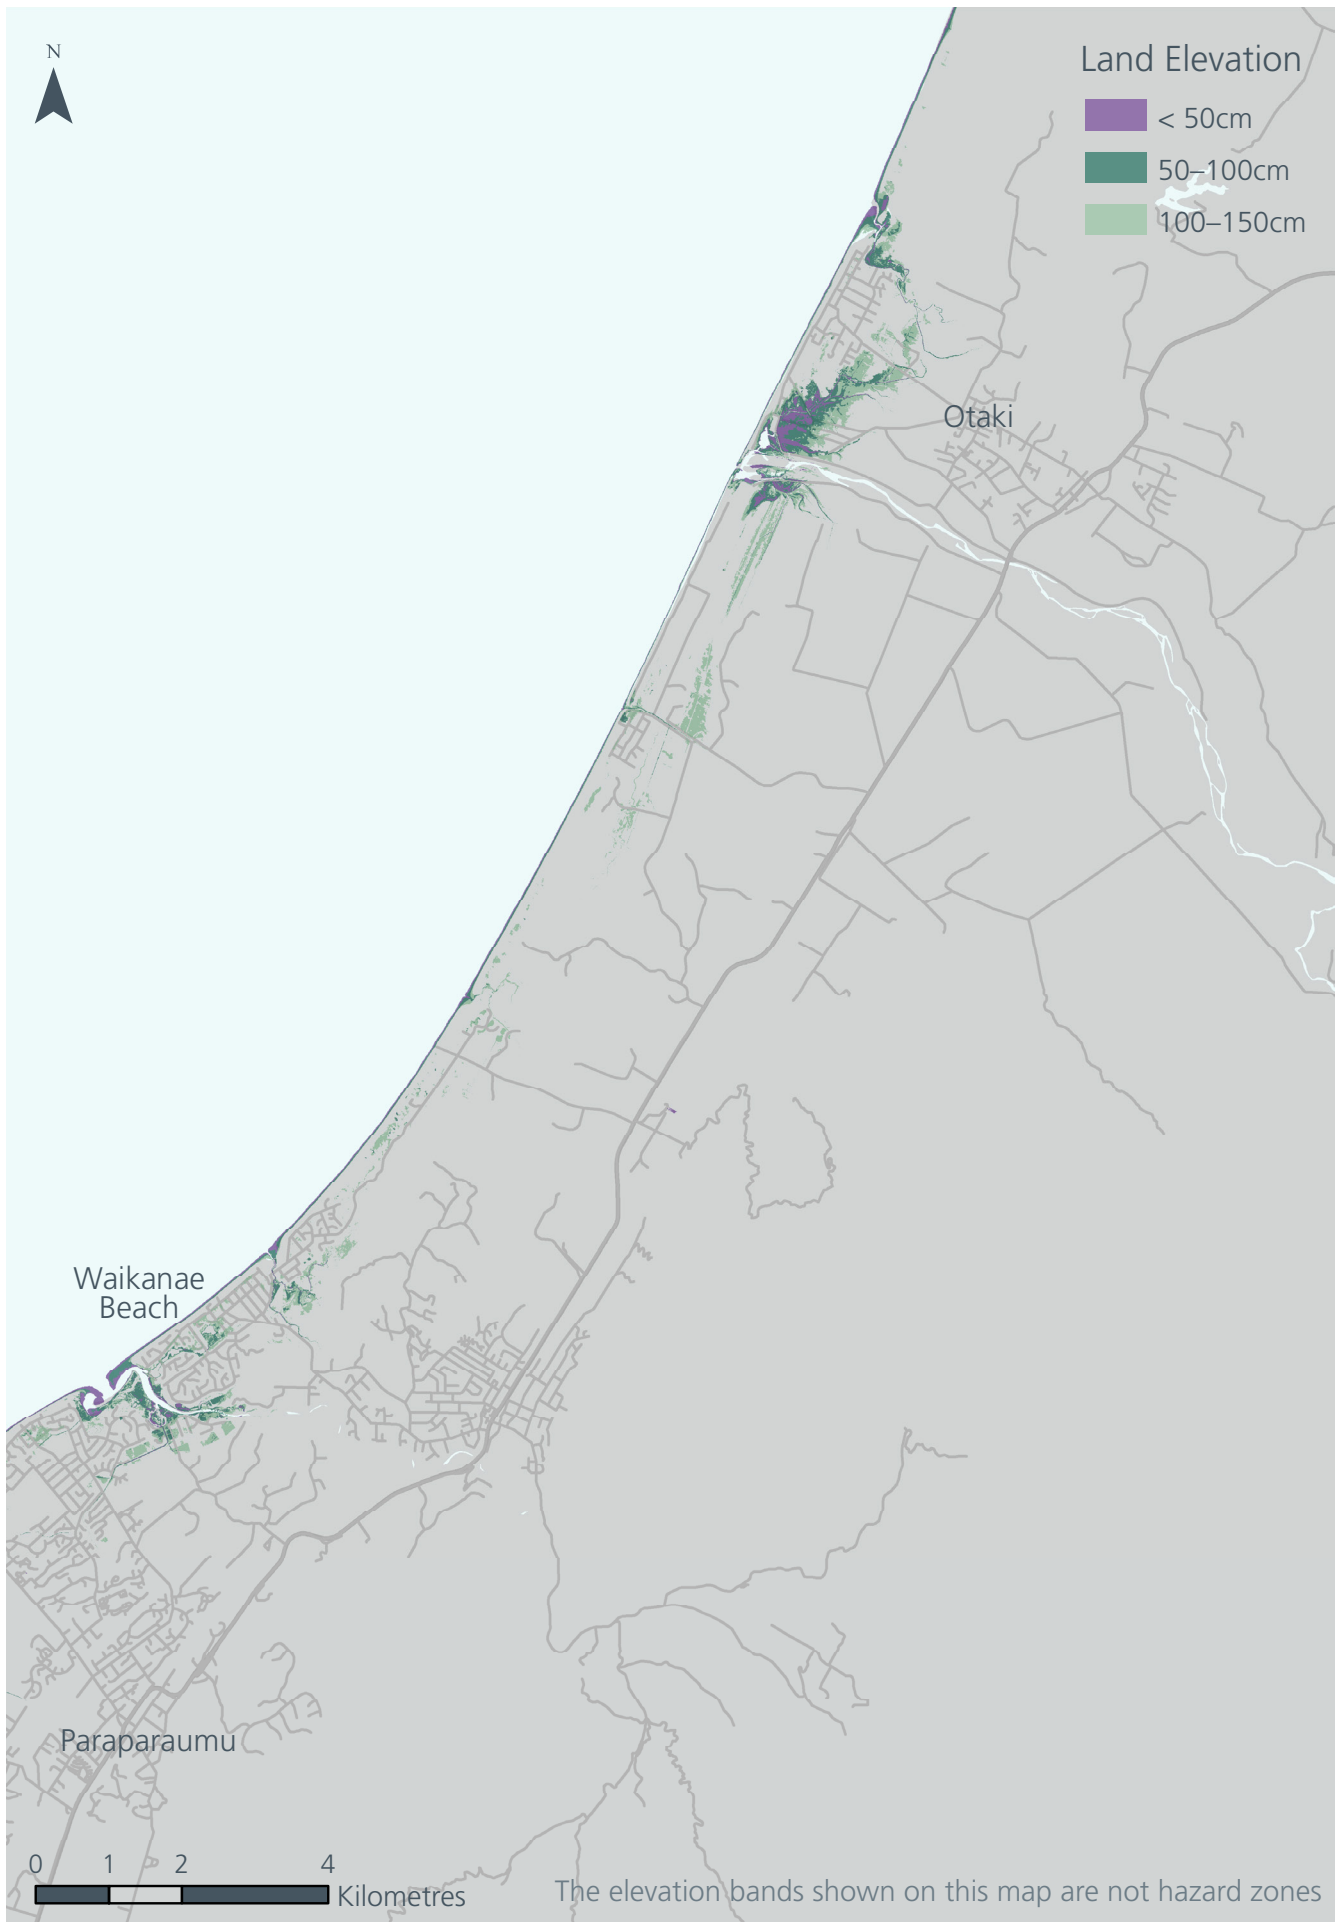 N
Land Elevation
< 50cm
50–100cm
100–150cm
Otaki
Waikanae
Beach
Paraparaumu
0 1 2 4
Kilometres
The elevation bands shown on this map are not hazard zones